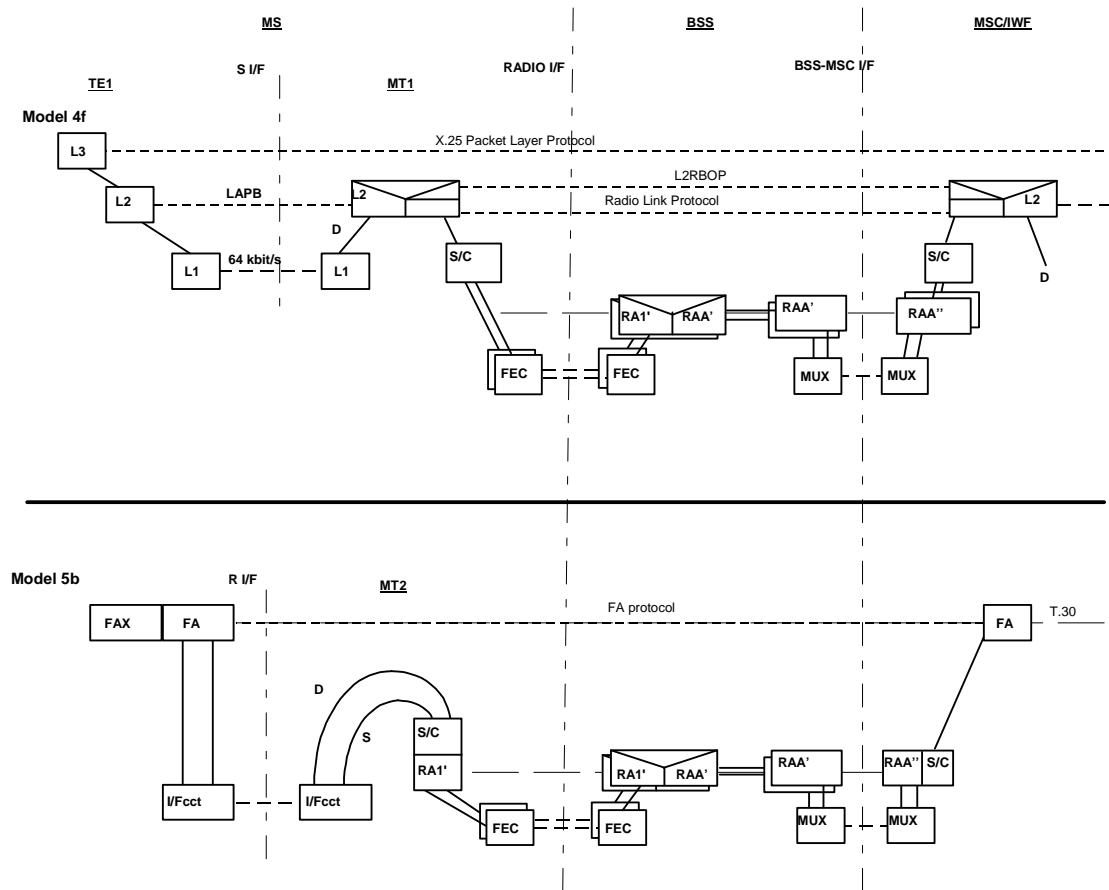 MS
BSS
MSC/IWF
S I/F
RADIO I/F
BSS-MSC I/F
TE1
MT1
Model 4f
X.25 Packet Layer Protocol
L3
L2RBOP
L2
LAPB
L2
Radio Link Protocol
L2
D
64 kbit/s
L1
L1
S/C
S/C
D
RA1'
RAA’
RAA’
RAA’’
FEC
FEC
MUX
MUX
Model 5b
R I/F
MT2
FA protocol
T.30
FAX
FA
FA
D
S
S/C
RA1'
RA1'
RAA’
RAA’
RAA’’
S/C
I/Fcct
I/Fcct
FEC
FEC
MUX
MUX